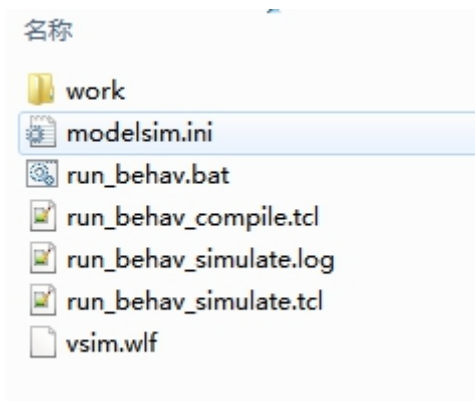 名称
work
modelsim.ini
run_behav.bat
run_behav_compile.tcl
run_behav_simulate.log
run_behav_simulate.tcl
vsim.wlf